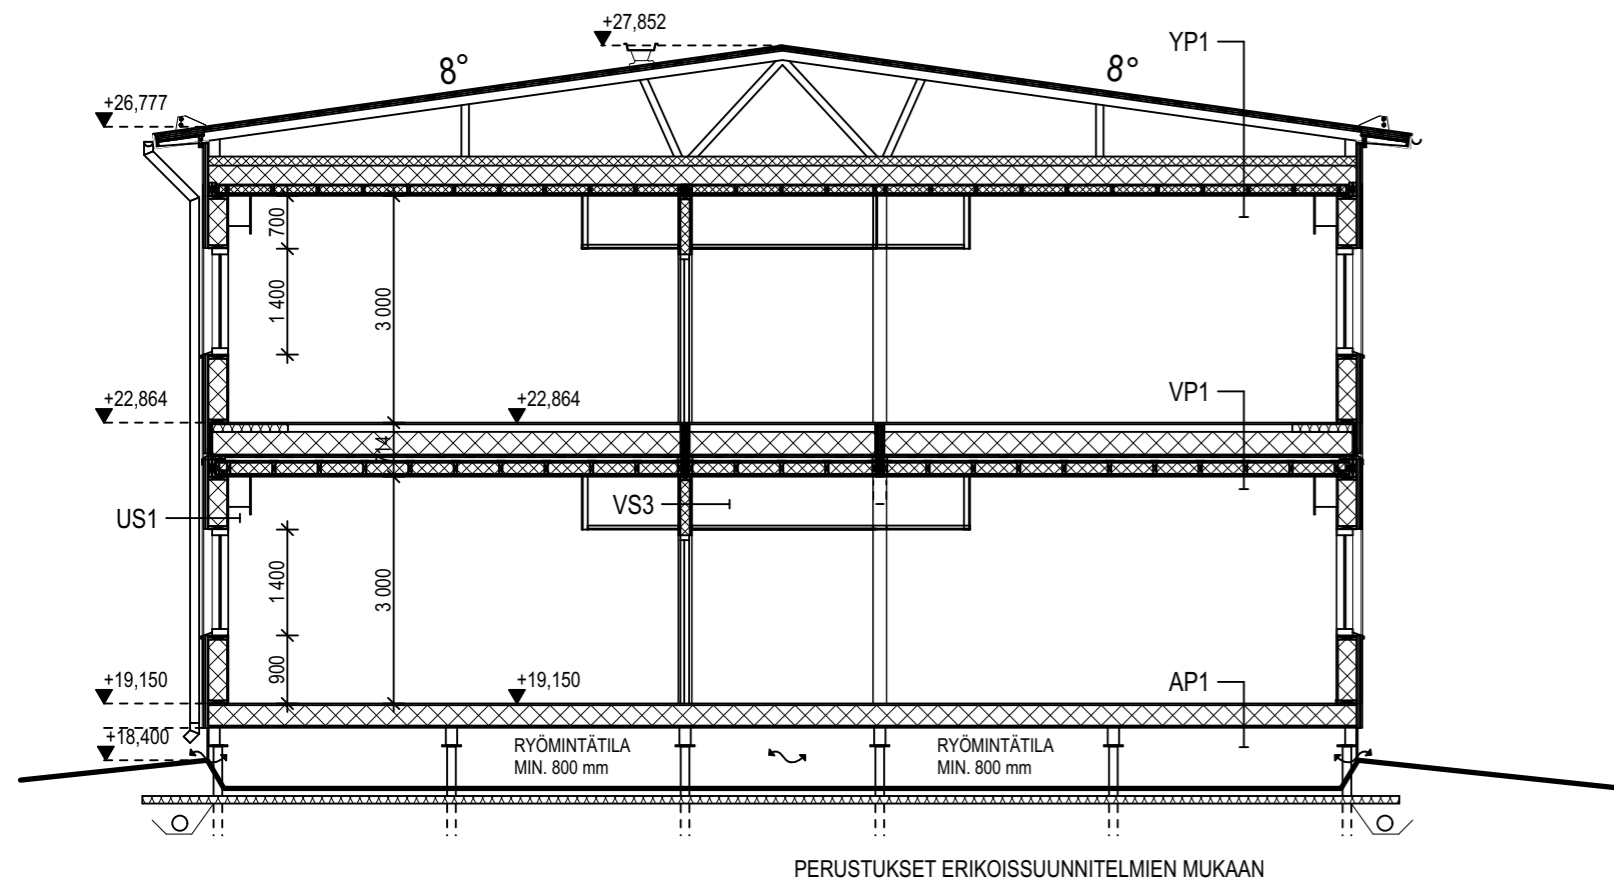 +27,852
YP1
8°
8°
+26,777
700
1 400
3 000
+22,864
+22,864
VP1
714
US1
VS3
1 400
3 000
900
+19,150
+19,150
AP1
+18,400
RYÖMINTÄTILA
MIN. 800 mm
RYÖMINTÄTILA
MIN. 800 mm
PERUSTUKSET ERIKOISSUUNNITELMIEN MUKAAN